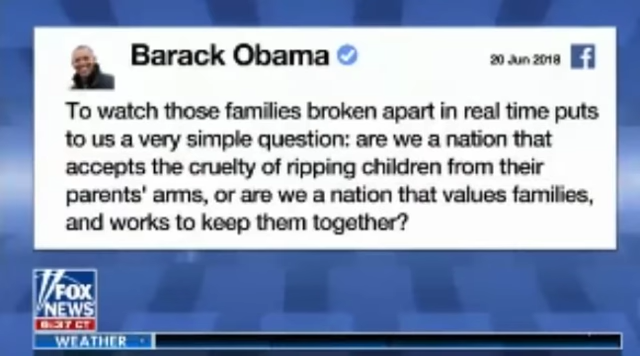 Barack Obama
20 Jun 2018 f
To watch those families broken apart in real time puts
to us a very simple question: are we a nation that
accepts the cruelty of ripping children from their
parents' arms, or are we a nation that values families,
and works to keep them together?
FOX
NEWS
8:37 CT
WEATHER